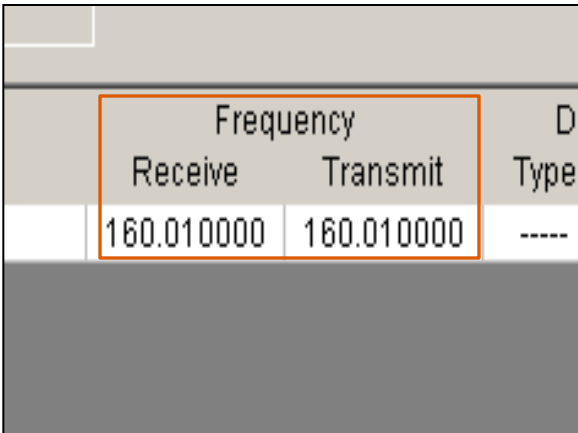 Frequency D
Receive Transmit Type
160.010000 160.010000 -----